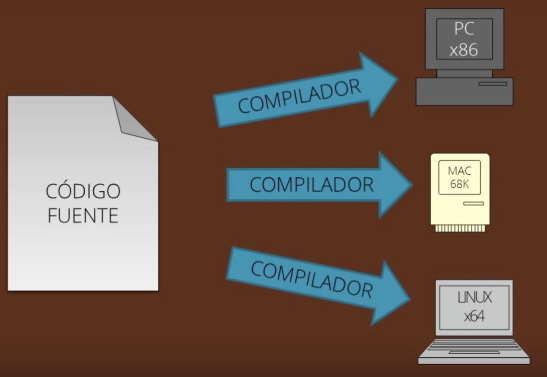 CÓDIGO
FUENTE
COMPILADOR
PC
x86
COMPILADOR
MAC
68K
COMPILADOR
LINUX
x64